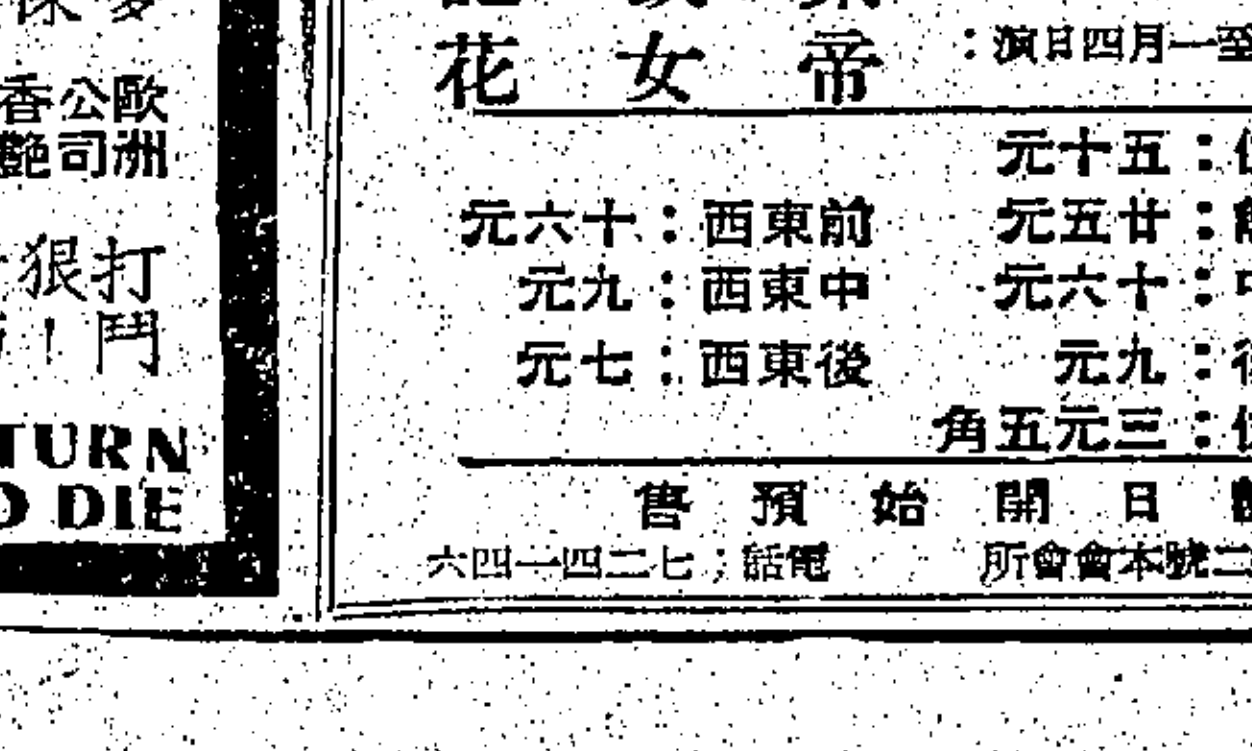 至一月四日演：
帝女花
：五十元
：廿五元
前東西：十六元
：十六元
中東西：九元
：九元
後東西：七元
：三元五角
日開始預售
二號本會會所 電話：七二四一四六
歐洲
公司
香艷
打鬥
狠！
TURN
DIE